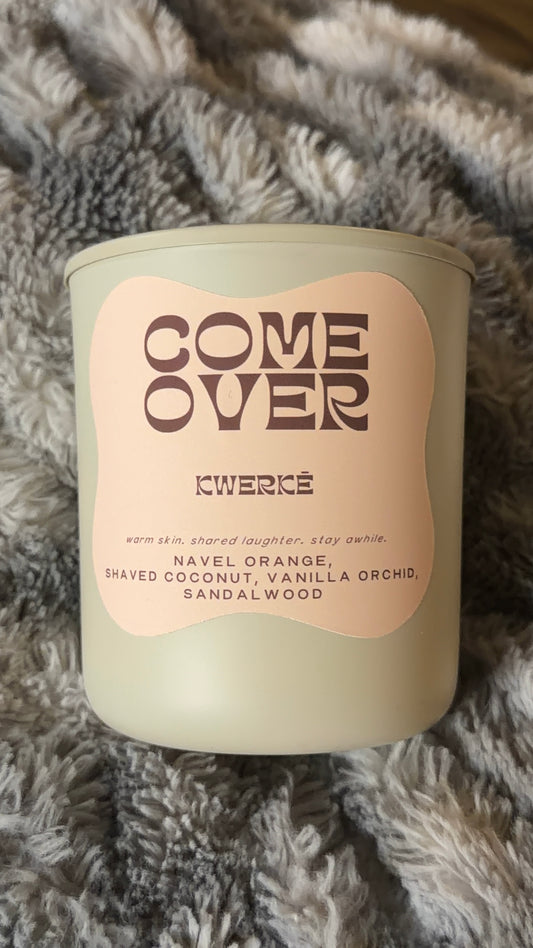 COME
OVER
KWERKĒ
warm skin. shared laughter. stay awhile.
NAVEL ORANGE,
SHAVED COCONUT, VANILLA ORCHID,
SANDALWOOD